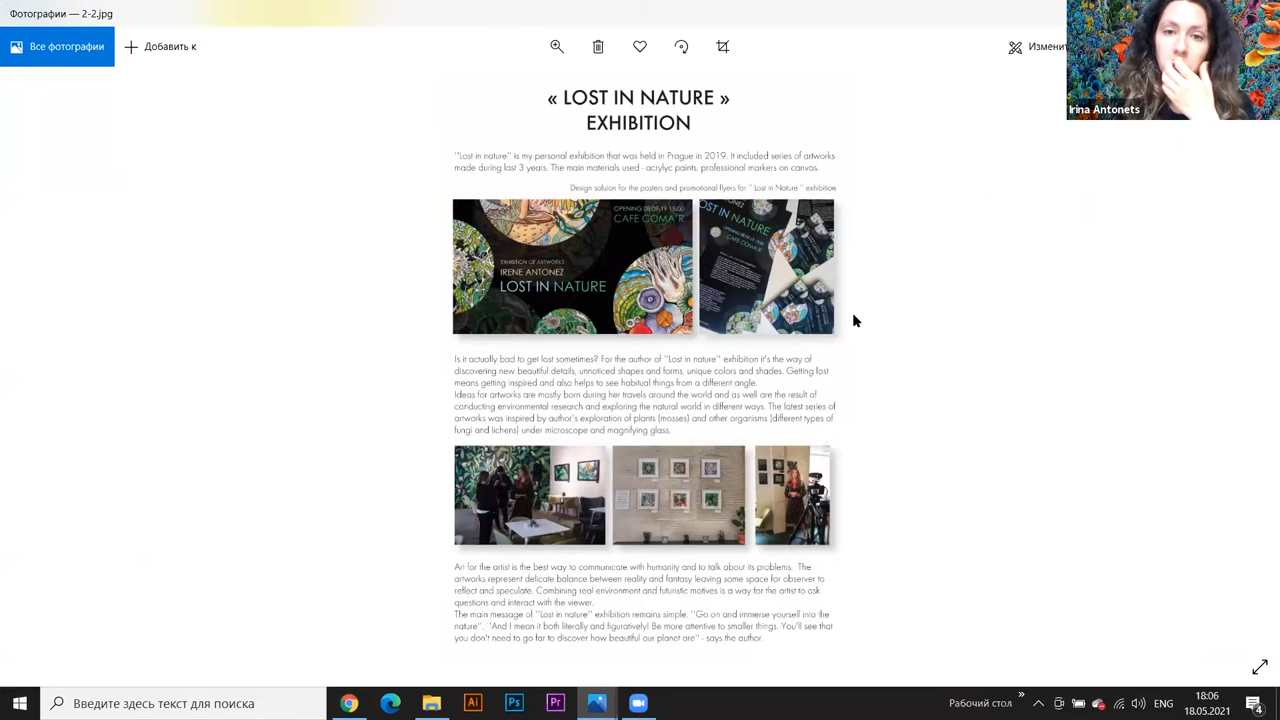 Фотографии — 2-2.jpg
Все фотографии
Добавить к
Изменит
Irina Antonets
« LOST IN NATURE »
EXHIBITION
"Lost in nature" is my personal exhibition that was held in Prague in 2019. It included series of artworks
made during last 3 years. The main materials used - acrylyc paints, professional markers on canvas.
Design soluion for the posters and promotional flyers for " Lost in Nature " exhibition
OPENING 08.09.19 15:00
CAFE COMA'R
EXHIBITION OF ARTWORKS
IRENE ANTONEZ
LOST IN NATURE
OST IN NATURE
CAFE COMA'R
Is it actually bad to get lost sometimes? For the author of "Lost in nature" exhibition it's the way of
discovering new beautiful details, unnoticed shapes and forms, unique colors and shades. Getting lost
means getting inspired and also helps to see habitual things from a different angle.
Ideas for artworks are mostly born during her travels around the world and as well are the result of
conducting environmental research and exploring the natural world in different ways. The latest series of
artworks was inspired by author's exploration of plants (mosses) and other organisms (different types of
fungi and lichens) under microscope and magnifying glass.
Art for the artist is the best way to communicate with humanity and to talk about its problems. The
artworks represent delicate balance between reality and fantasy leaving some space for observer to
reflect and speculate. Combining real environment and futuristic motives is a way for the artist to ask
questions and interact with the viewer.
The main message of "Lost in nature" exhibition remains simple: "Go on and immerse yourself into the
nature". "And I mean it both literally and figuratively! Be more attentive to smaller things. You'll see that
you don't need to go far to discover how beautiful our planet are" - says the author.
Введите здесь текст для поиска
Ai
Ps
Pr
Рабочий стол
»
ENG
18:06
18.05.2021
4